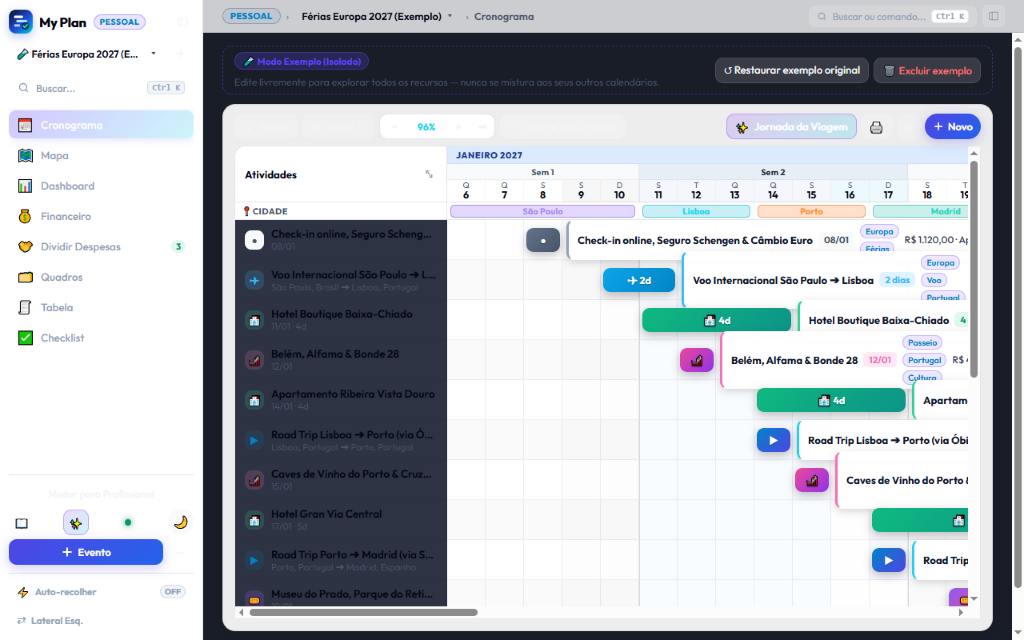 My Plan PESSOAL
Férias Europa 2027 (E...
Buscar... Ctrl K
Cronograma
Mapa
Dashboard
Financeiro
Dividir Despesas 3
Quadros
Tabela
Checklist
Mudar para Profissional
+ Evento
Auto-recolher OFF
Lateral Esq.
PESSOAL › Férias Europa 2027 (Exemplo) › Cronograma
Buscar ou comando... Ctrl K
Modo Exemplo (Isolado)
Edite livremente para explorar todos os recursos — nunca se mistura aos seus outros calendários.
Restaurar exemplo original
Excluir exemplo
96%
Jornada da Viagem
+ Novo
Atividades
JANEIRO 2027
Sem 1 Sem 2
Q Q S S D S T Q Q S S D S T
6 7 8 9 10 11 12 13 14 15 16 17 18 19
CIDADE
São Paulo Lisboa Porto Madrid
Check-in online, Seguro Scheng...
08/01
Voo Internacional São Paulo ➔ L...
São Paulo, Brasil ➔ Lisboa, Portugal
Hotel Boutique Baixa-Chiado
11/01 · 4d
Belém, Alfama & Bonde 28
12/01
Apartamento Ribeira Vista Douro
14/01 · 4d
Road Trip Lisboa ➔ Porto (via Ó...
Lisboa, Portugal ➔ Porto, Portugal
Caves de Vinho do Porto & Cruz...
15/01
Hotel Gran Vía Central
17/01 · 5d
Road Trip Porto ➔ Madrid (via S...
Porto, Portugal ➔ Madrid, Espanha
Museu do Prado, Parque do Reti...
Check-in online, Seguro Schengen & Câmbio Euro 08/01 Europa Férias R$ 1.120,00 · Ap
2d Voo Internacional São Paulo ➔ Lisboa 2 dias Europa Voo Portugal
4d Hotel Boutique Baixa-Chiado 4
Belém, Alfama & Bonde 28 12/01 Passeio Portugal Cultura R$
4d Apartam
Road Trip Lisboa ➔ Porto (via Óbi
Caves de Vinho do Porto &
Road Trip